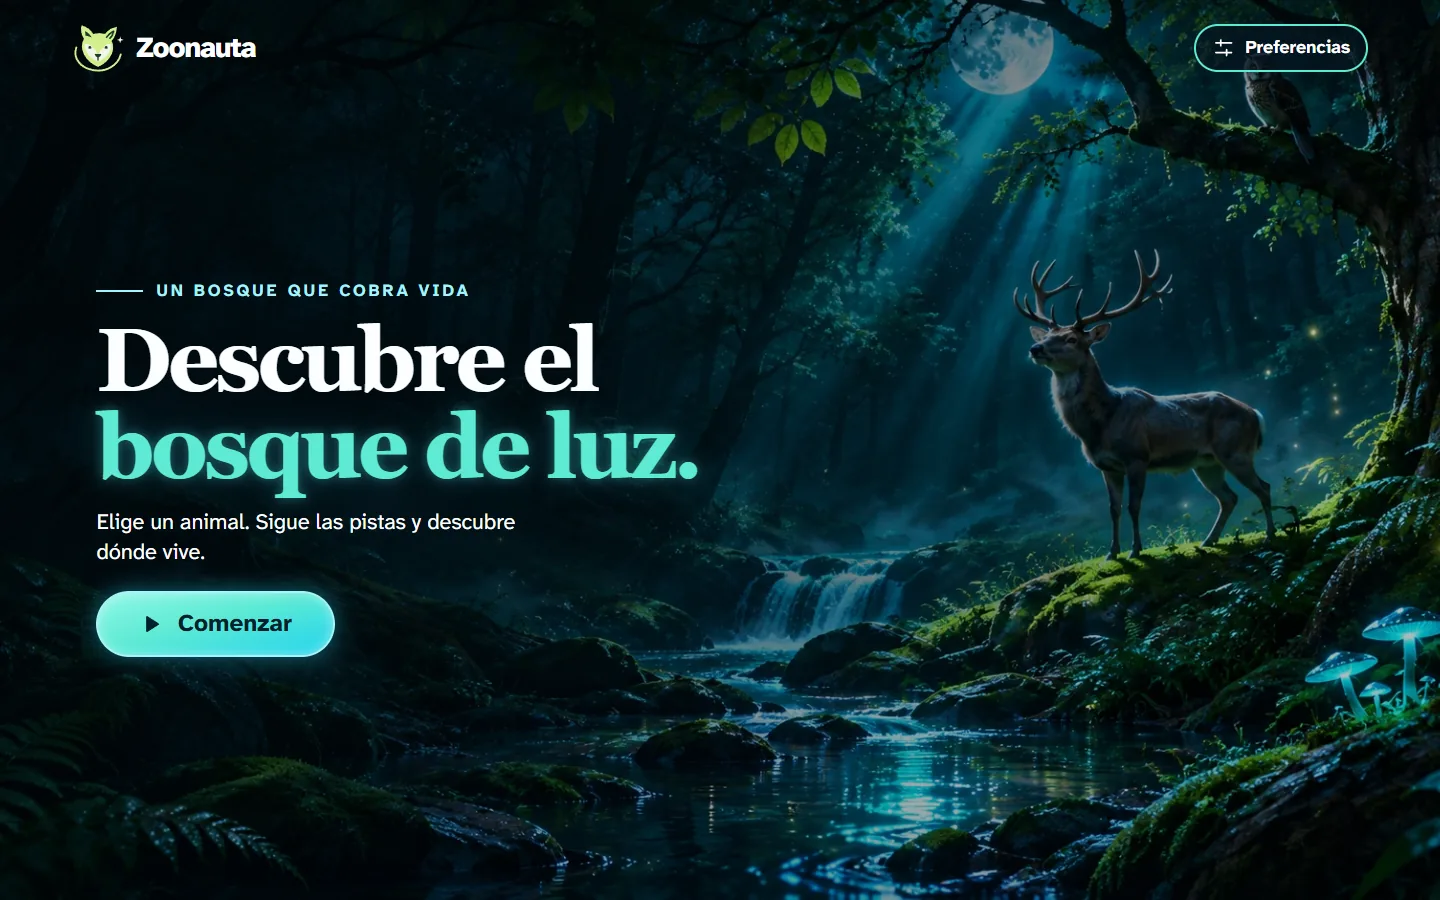 Zoonauta
Preferencias
UN BOSQUE QUE COBRA VIDA
Descubre el
bosque de luz.
Elige un animal. Sigue las pistas y descubre
dónde vive.
Comenzar